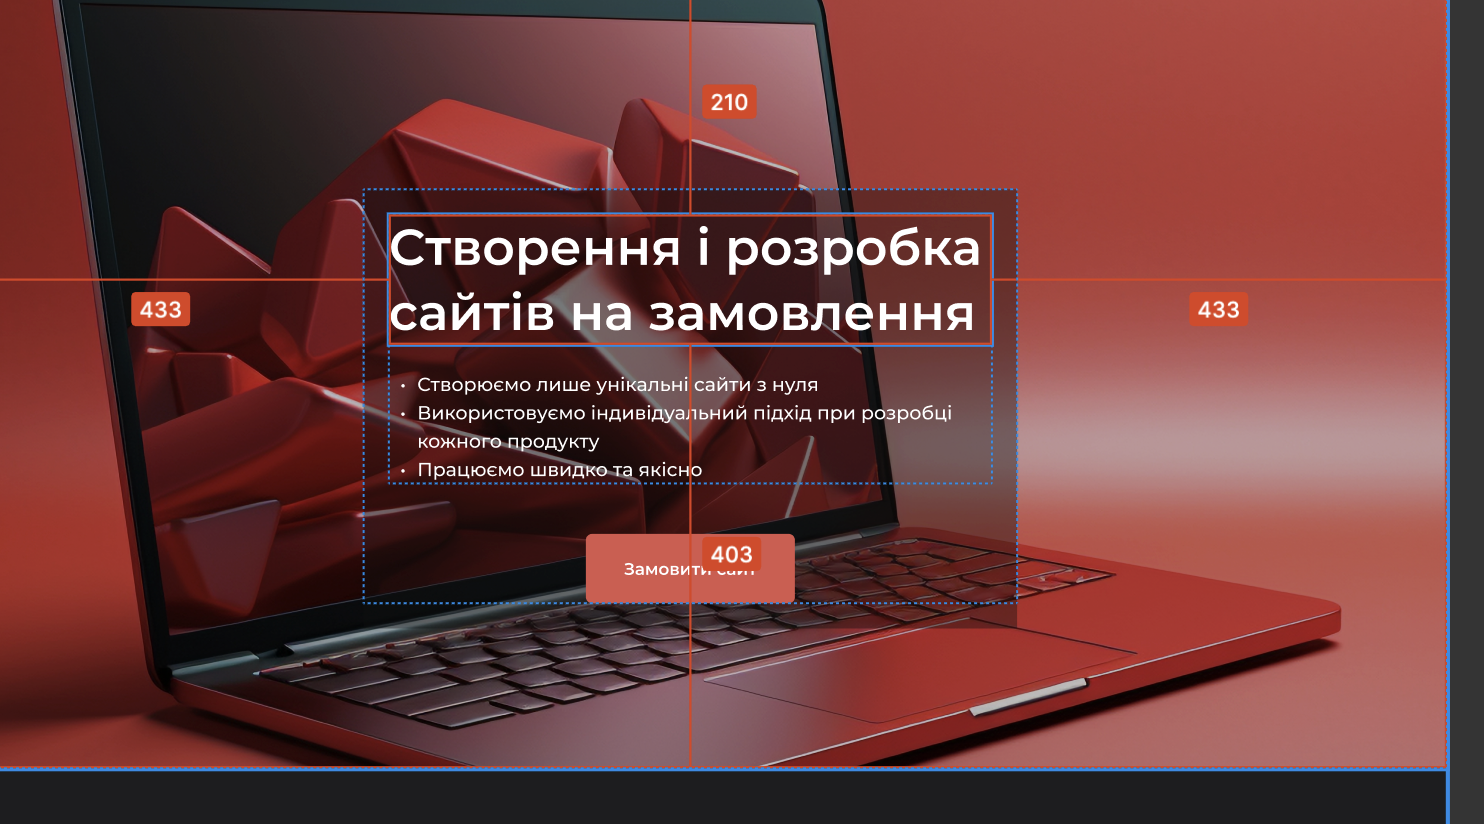 210
Створення і розробка
сайтів на замовлення
433
433
• Створюємо лише унікальні сайти з нуля
• Використовуємо індивідуальний підхід при розробці
кожного продукту
• Працюємо швидко та якісно
403
Замовити сайт